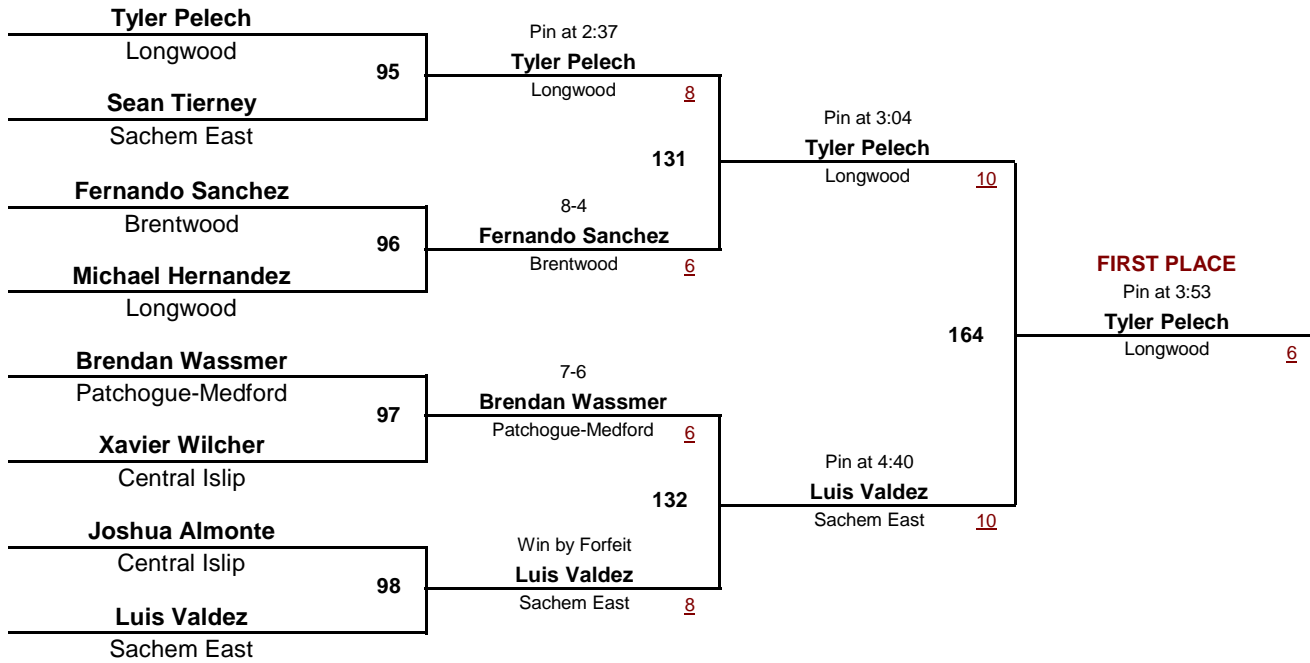 Tyler Pelech
Longwood
95
Sean Tierney
Sachem East
Fernando Sanchez
Brentwood
96
Michael Hernandez
Longwood
Brendan Wassmer
Patchogue-Medford
97
Xavier Wilcher
Central Islip
Joshua Almonte
Central Islip
98
Luis Valdez
Sachem East
Pin at 2:37
Tyler Pelech
Longwood 8
131
8-4
Fernando Sanchez
Brentwood 6
7-6
Brendan Wassmer
Patchogue-Medford 6
132
Win by Forfeit
Luis Valdez
Sachem East 8
Pin at 3:04
Tyler Pelech
Longwood 10
164
Pin at 4:40
Luis Valdez
Sachem East 10
FIRST PLACE
Pin at 3:53
Tyler Pelech
Longwood 6